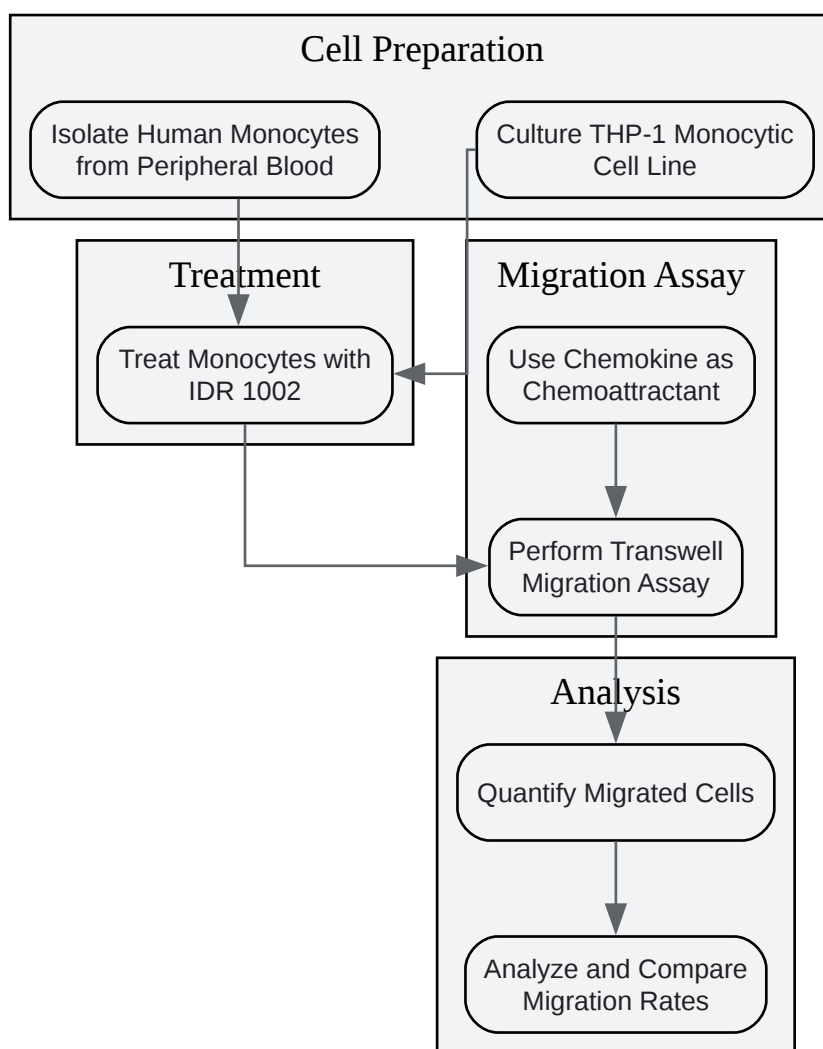 Cell Preparation
Isolate Human Monocytes
from Peripheral Blood
Culture THP-1 Monocytic
Cell Line
Treatment
Migration Assay
Treat Monocytes with
IDR 1002
Use Chemokine as
Chemoattractant
Perform Transwell
Migration Assay
Analysis
Quantify Migrated Cells
Analyze and Compare
Migration Rates